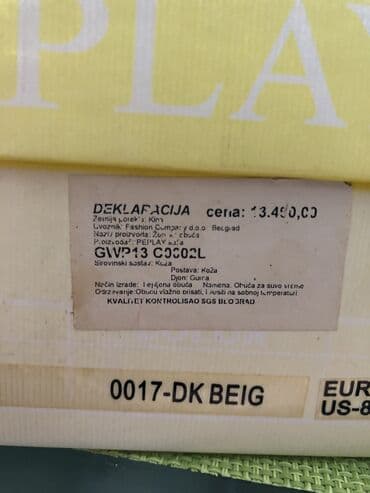 PLAY
DEKLARACIJA cena: 13.490,00
Zemlja porekla: Kina
Uvoznik: Fashion Company d.o.o. Beograd
Naziv proizvoda: Ženska obuća
Proizvođač: REPLAY
GWP13 C0002L
Sirovinski sastav: Koža
Postava: Koža
Djon: Guma
Način izrade: Lepljena obuća Namena: Obuća za suvo vreme
Održavanje: Obuću vlažno brisati, i sušiti na sobnoj temperaturi
KVALITET KONTROLISAO SGS BEOGRAD
0017-DK BEIG
EUR
US-8